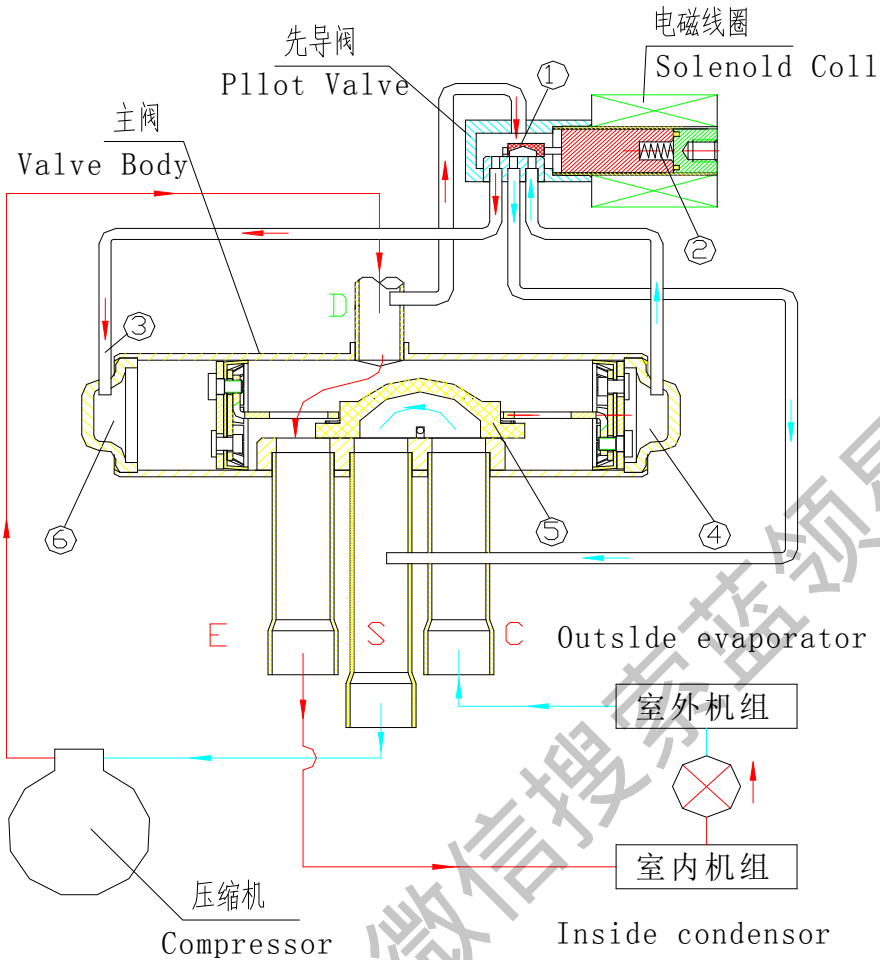 电磁线圈
Solenold Coll
先导阀
Pllot Valve
①
主阀
Valve Body
②
D
③
⑥
⑤
④
E
S
C
Outslde evaporator
室外机组
室内机组
压缩机
Compressor
Inside condensor
微信搜索蓝领星